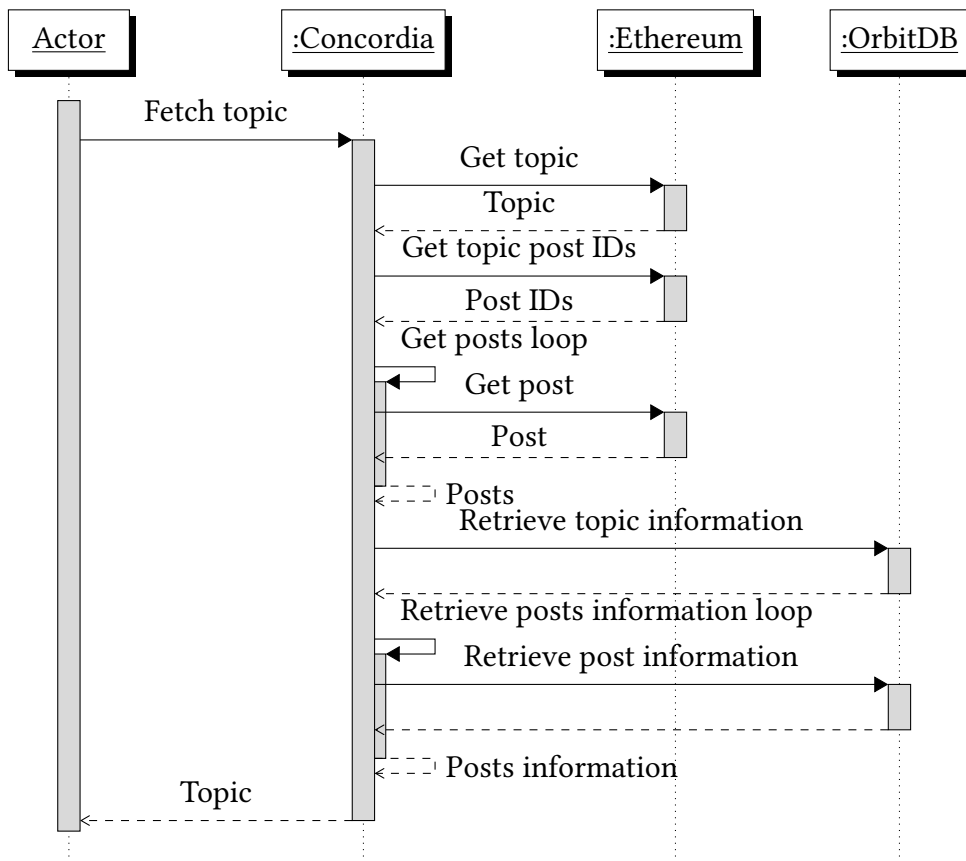 Actor
:Concordia
:Ethereum
:OrbitDB
Fetch topic
Get topic
Topic
Get topic post IDs
Post IDs
Get posts loop
Get post
Post
Posts
Retrieve topic information
Retrieve posts information loop
Retrieve post information
Posts information
Topic